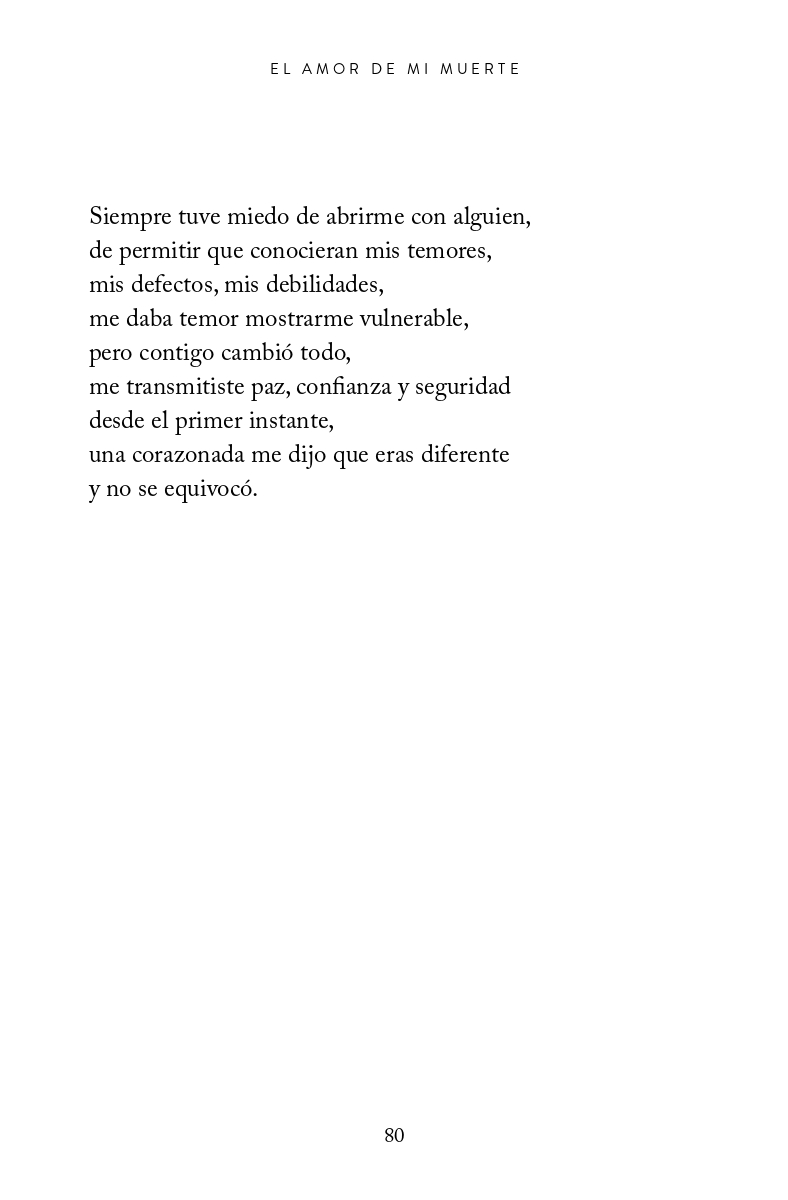 EL AMOR DE MI MUERTE
Siempre tuve miedo de abrirme con alguien,
de permitir que conocieran mis temores,
mis defectos, mis debilidades,
me daba temor mostrarme vulnerable,
pero contigo cambió todo,
me transmitiste paz, confianza y seguridad
desde el primer instante,
una corazonada me dijo que eras diferente
y no se equivocó.
80